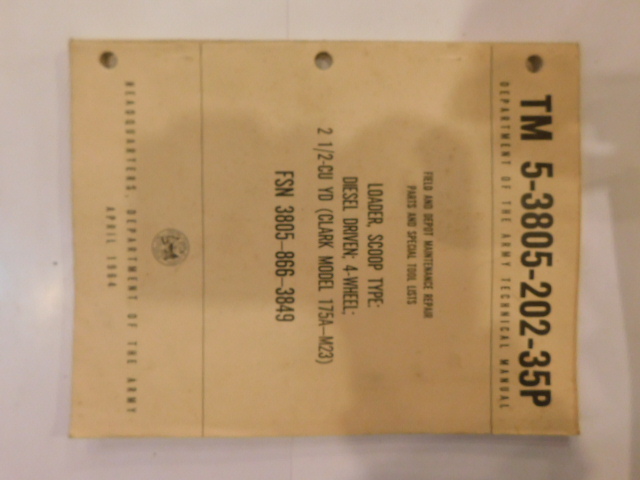 TM 5-3805-202-35P
DEPARTMENT OF THE ARMY TECHNICAL MANUAL
FIELD AND DEPOT MAINTENANCE REPAIR
PARTS AND SPECIAL TOOL LISTS
LOADER, SCOOP TYPE:
DIESEL DRIVEN; 4-WHEEL;
2 1/2-CU YD (CLARK MODEL 175A-M23)
FSN 3805-866-3849
HEADQUARTERS, DEPARTMENT OF THE ARMY
APRIL 1964